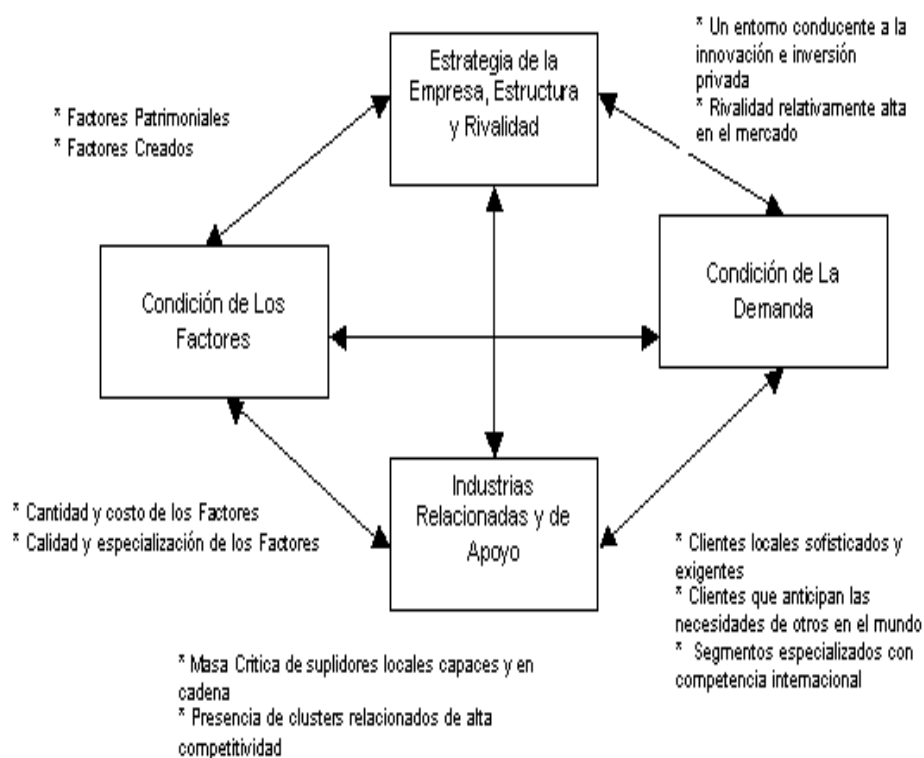 Estrategia de la
Empresa, Estructura
y Rivalidad
* Un entorno conducente a la
innovación e inversión
privada
* Rivalidad relativamente alta
en el mercado
* Factores Patrimoniales
* Factores Creados
Condición de Los
Factores
Condición de La
Demanda
Industrias
Relacionadas y de
Apoyo
* Cantidad y costo de los Factores
* Calidad y especialización de los Factores
* Clientes locales sofisticados y
exigentes
* Clientes que anticipan las
necesidades de otros en el mundo
* Segmentos especializados con
competencia internacional
* Masa Critica de suplidores locales capaces y en
cadena
* Presencia de clusters relacionados de alta
competitividad